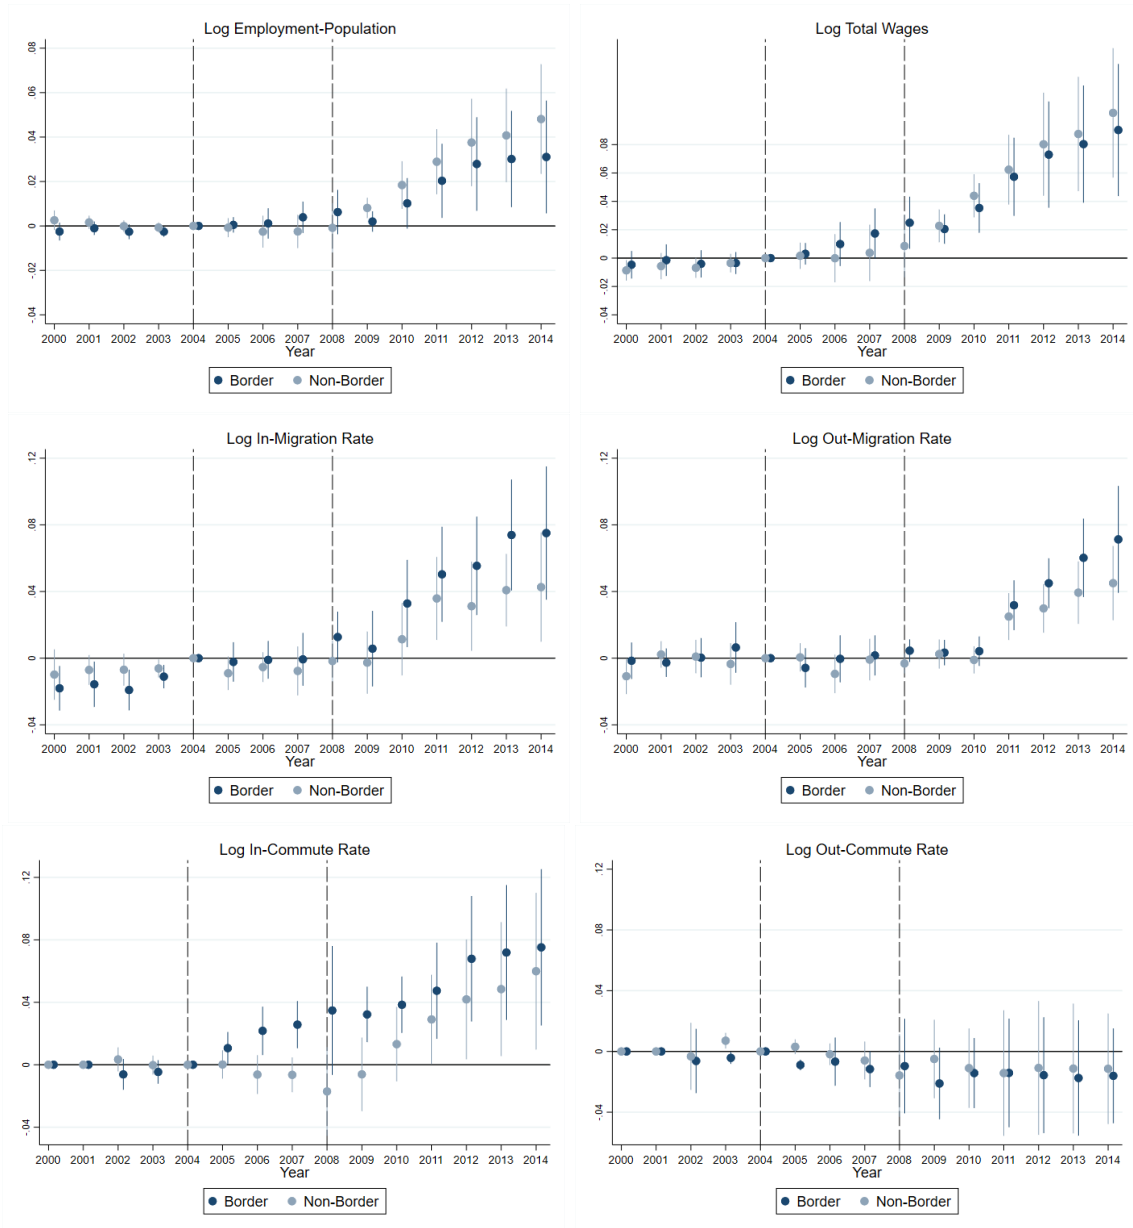 Log Employment-Population
.08
.06
.04
.02
0
-.02
-.04
2000 2001 2002 2003 2004 2005 2006 2007 2008 2009 2010 2011 2012 2013 2014
Year
Border Non-Border
Log Total Wages
.08
.06
.04
.02
0
-.02
-.04
2000 2001 2002 2003 2004 2005 2006 2007 2008 2009 2010 2011 2012 2013 2014
Year
Border Non-Border
Log In-Migration Rate
.12
.08
.04
0
-.04
2000 2001 2002 2003 2004 2005 2006 2007 2008 2009 2010 2011 2012 2013 2014
Year
Border Non-Border
Log Out-Migration Rate
.12
.08
.04
0
-.04
2000 2001 2002 2003 2004 2005 2006 2007 2008 2009 2010 2011 2012 2013 2014
Year
Border Non-Border
Log In-Commute Rate
.12
.08
.04
0
-.04
2000 2001 2002 2003 2004 2005 2006 2007 2008 2009 2010 2011 2012 2013 2014
Year
Border Non-Border
Log Out-Commute Rate
.12
.08
.04
0
-.04
2000 2001 2002 2003 2004 2005 2006 2007 2008 2009 2010 2011 2012 2013 2014
Year
Border Non-Border